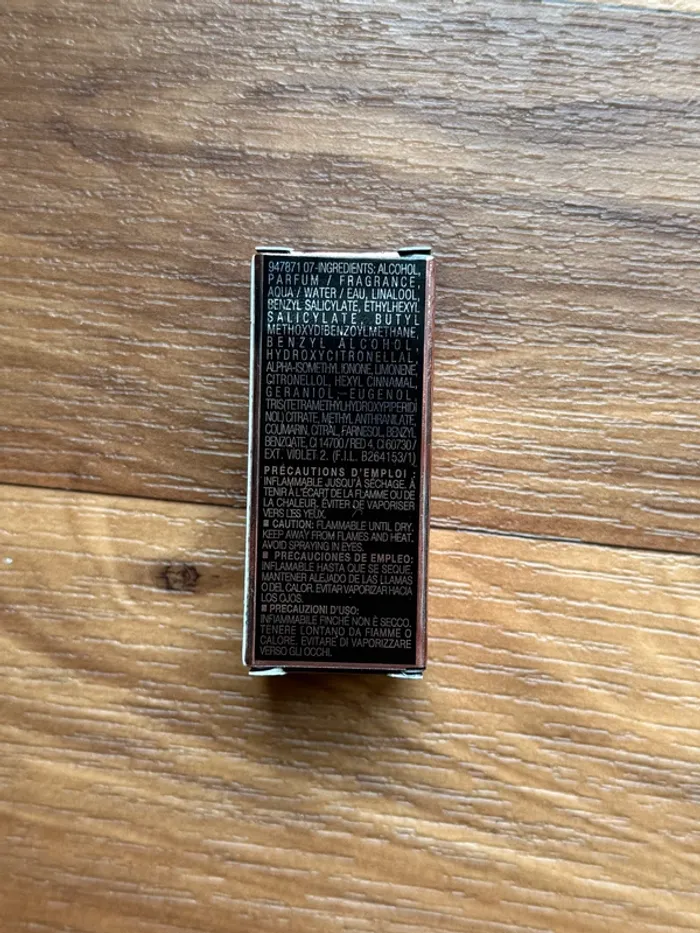 947871 07-INGREDIENTS: ALCOHOL,
PARFUM / FRAGRANCE,
AQUA / WATER / EAU, LINALOOL,
BENZYL SALICYLATE, ETHYLHEXYL
SALICYLATE, BUTYL
METHOXYDIBENZOYLMETHANE,
BENZYL ALCOHOL,
HYDROXYCITRONELLAL,
ALPHA-ISOMETHYL IONONE, LIMONENE,
CITRONELLOL, HEXYL CINNAMAL,
GERANIOL, EUGENOL,
TRIS(TETRAMETHYLHYDROXYPIPERIDI
NOL) CITRATE, METHYL ANTHRANILATE,
COUMARIN, CITRAL, FARNESOL, BENZYL
BENZOATE, CI 14700 / RED 4, CI 60730 /
EXT. VIOLET 2. (F.I.L. B264153/1)
PRÉCAUTIONS D'EMPLOI :
INFLAMMABLE JUSQU'À SÉCHAGE. À
TENIR À L'ÉCART DE LA FLAMME OU DE
LA CHALEUR. ÉVITER DE VAPORISER
VERS LES YEUX.
■ CAUTION: FLAMMABLE UNTIL DRY.
KEEP AWAY FROM FLAMES AND HEAT.
AVOID SPRAYING IN EYES.
■ PRECAUCIONES DE EMPLEO:
INFLAMABLE HASTA QUE SE SEQUE.
MANTENER ALEJADO DE LAS LLAMAS
O DEL CALOR. EVITAR VAPORIZAR HACIA
LOS OJOS.
■ PRECAUZIONI D'USO:
INFIAMMABILE FINCHÉ NON È SECCO.
TENERE LONTANO DA FIAMME O
CALORE. EVITARE DI VAPORIZZARE
VERSO GLI OCCHI.